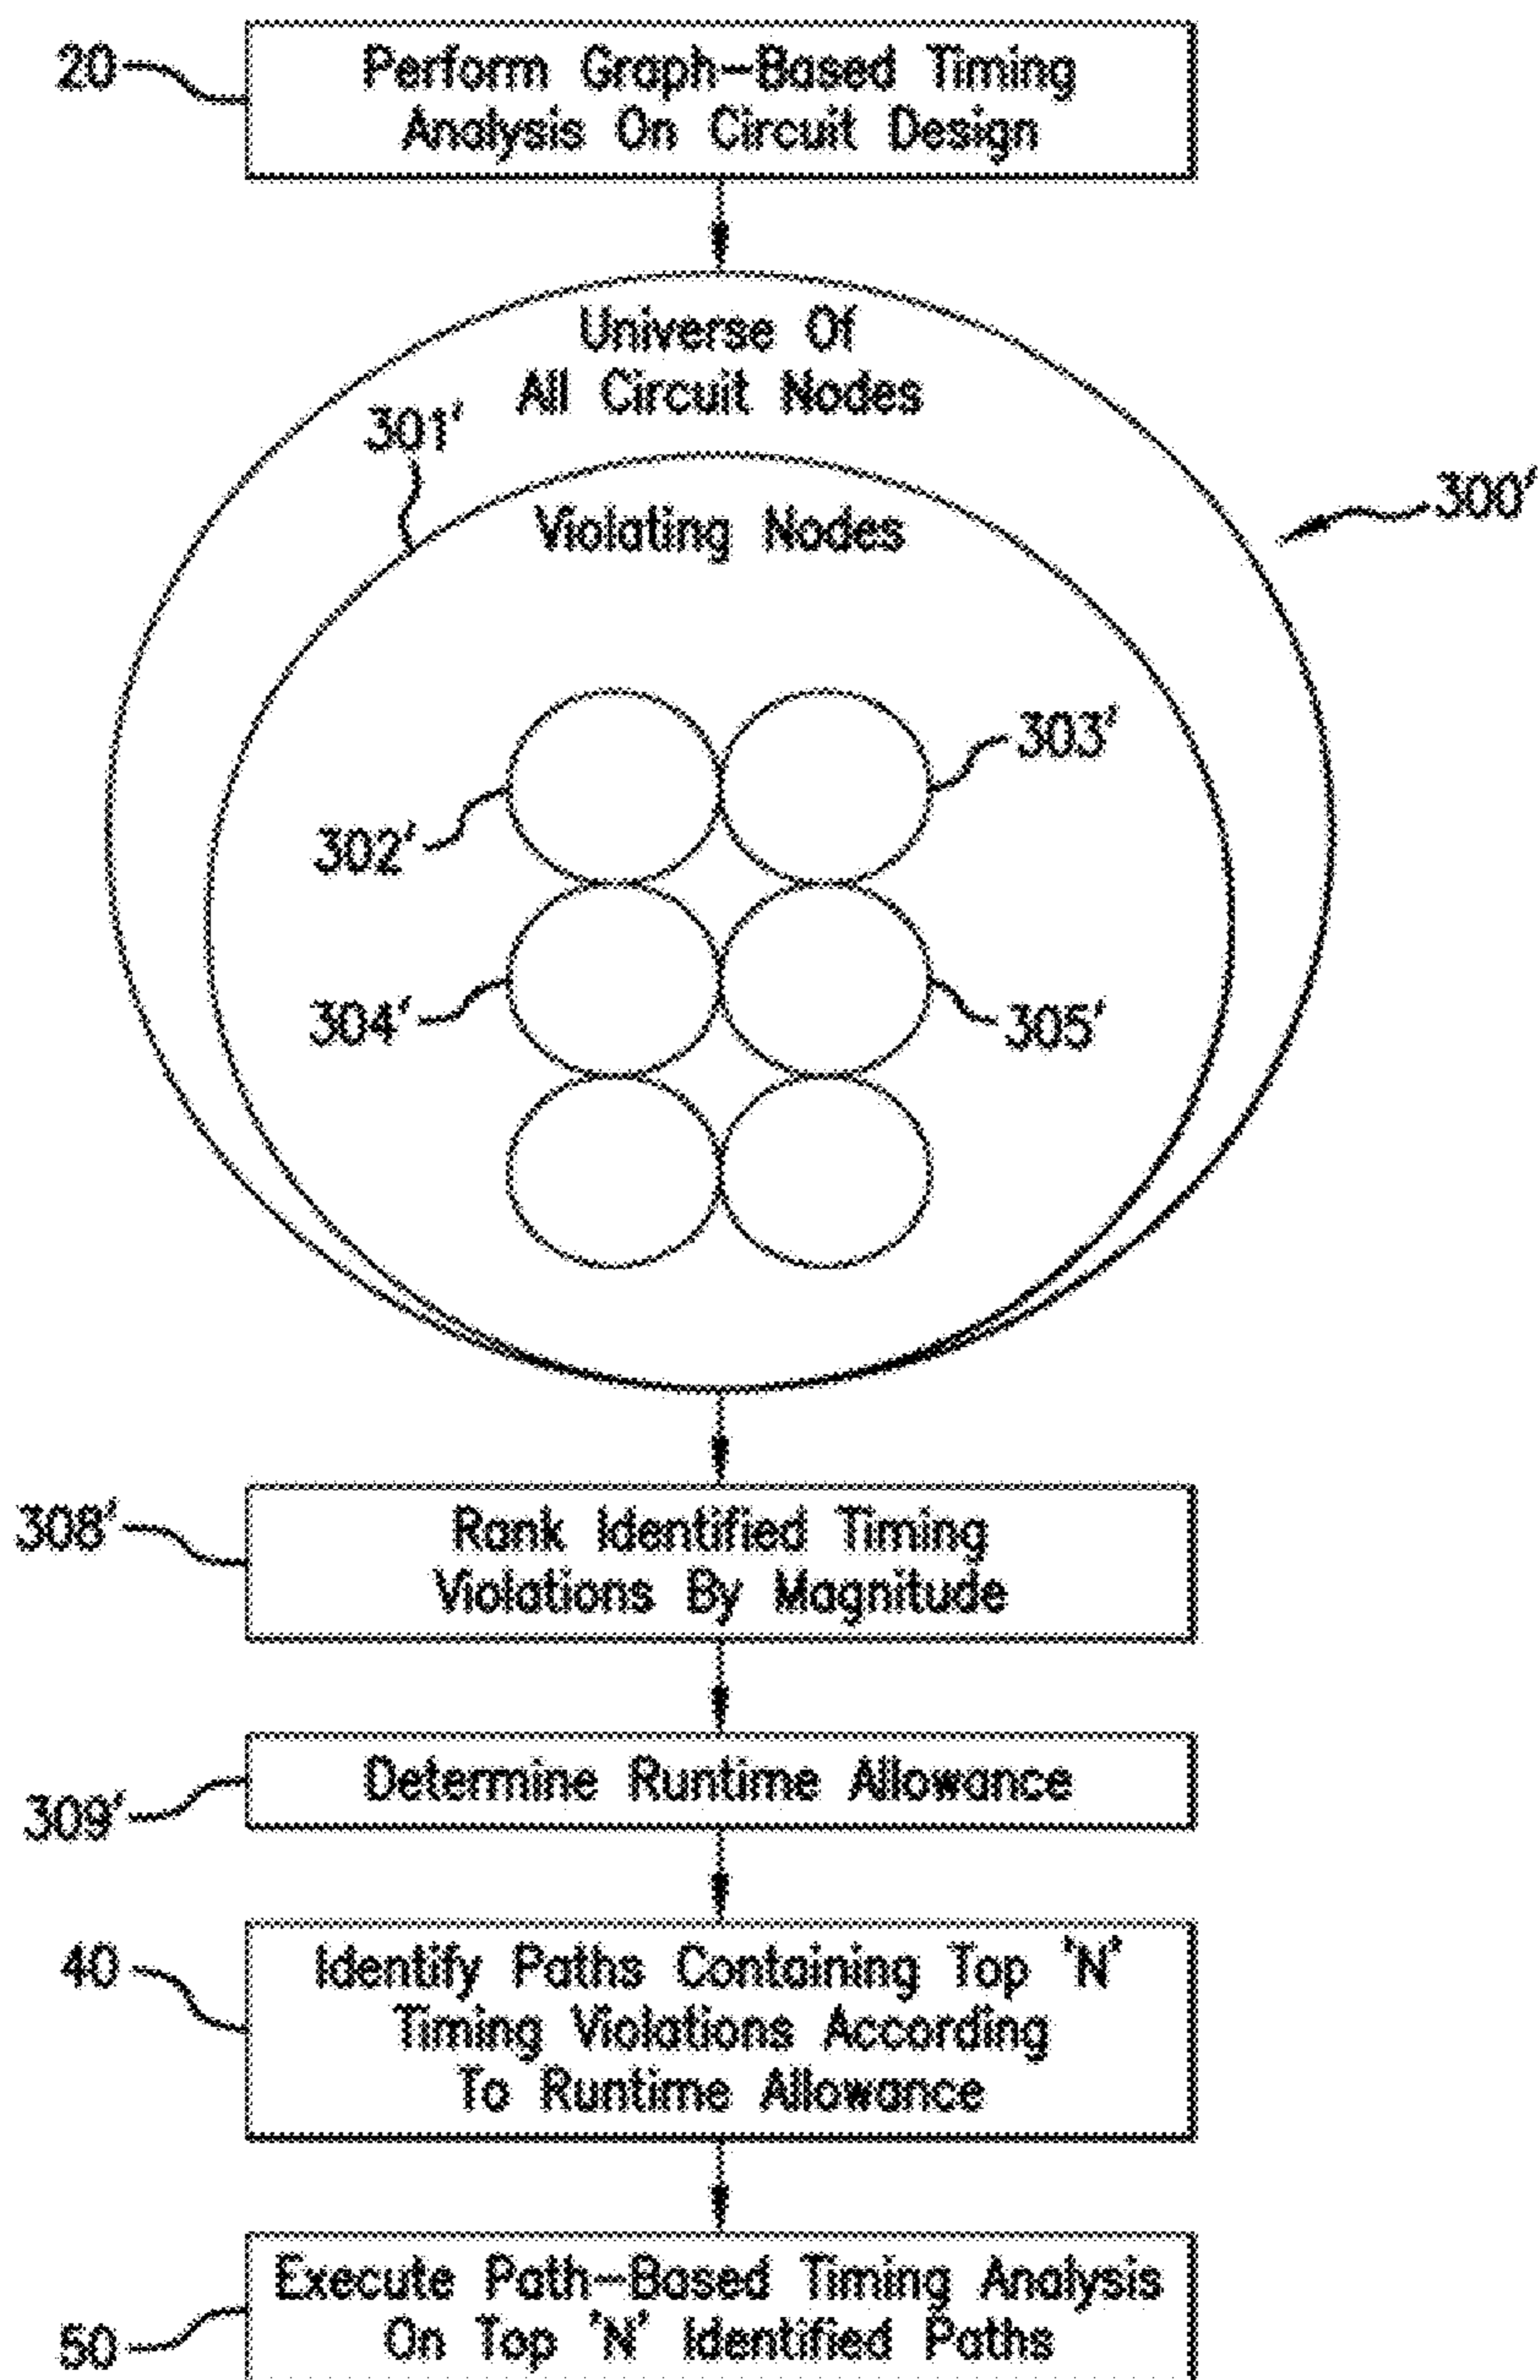 20
Perform Graph-Based Timing
Analysis On Circuit Design
Universe Of
All Circuit Nodes
301'
300'
Violating Nodes
303'
302'
304'
305'
308'
Rank Identified Timing
Violations By Magnitude
309'
Determine Runtime Allowance
40
Identify Paths Containing Top 'N'
Timing Violations According
To Runtime Allowance
50
Execute Path-Based Timing Analysis
On Top 'N' Identified Paths